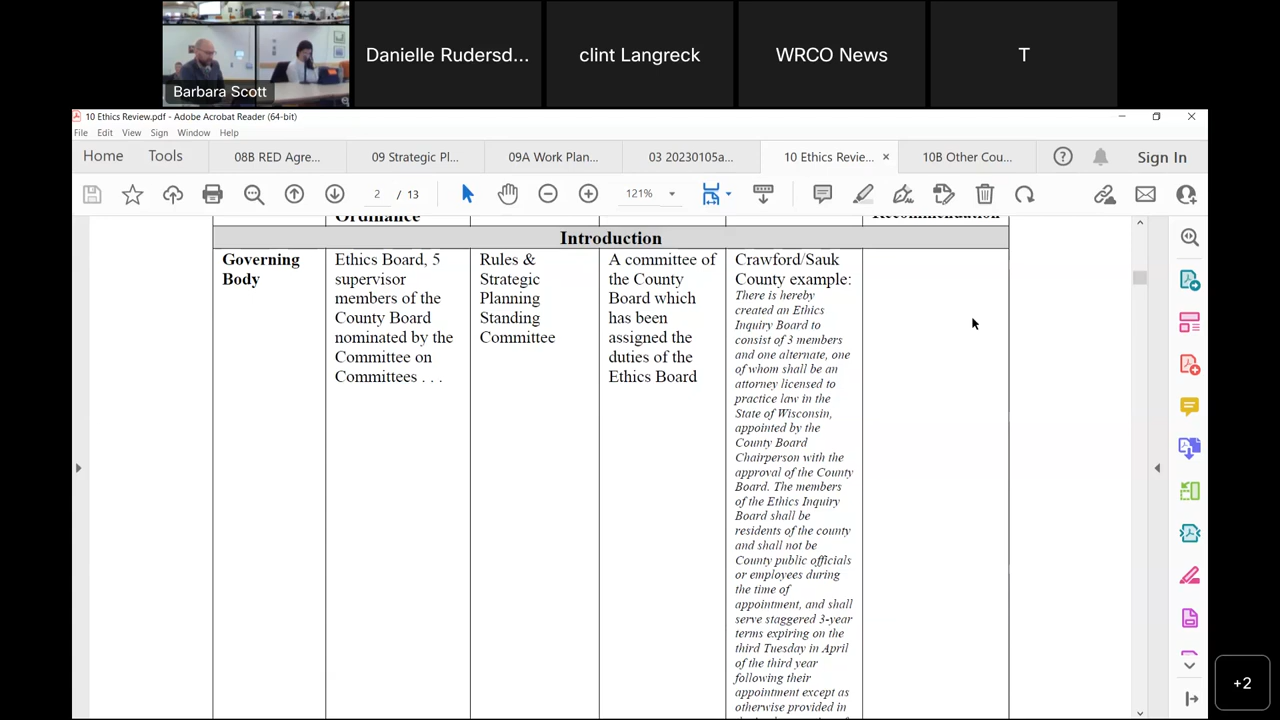 Barbara Scott
Danielle Rudersd...
clint Langreck
WRCO News
T
10 Ethics Review.pdf - Adobe Acrobat Reader (64-bit)
File Edit View Sign Window Help
Home Tools 08B RED Agre... 09 Strategic Pl... 09A Work Plan... 03 20230105a... 10 Ethics Revie... × 10B Other Cou... Sign In
2 / 13 121%
Ordinance Recommendation
Introduction
Governing
Body
Ethics Board, 5
supervisor
members of the
County Board
nominated by the
Committee on
Committees . . .
Rules &
Strategic
Planning
Standing
Committee
A committee of
the County
Board which
has been
assigned the
duties of the
Ethics Board
Crawford/Sauk
County example:
There is hereby
created an Ethics
Inquiry Board to
consist of 3 members
and one alternate, one
of whom shall be an
attorney licensed to
practice law in the
State of Wisconsin,
appointed by the
County Board
Chairperson with the
approval of the County
Board. The members
of the Ethics Inquiry
Board shall be
residents of the county
and shall not be
County public officials
or employees during
the time of
appointment, and shall
serve staggered 3-year
terms expiring on the
third Tuesday in April
of the third year
following their
appointment except as
otherwise provided in
+2